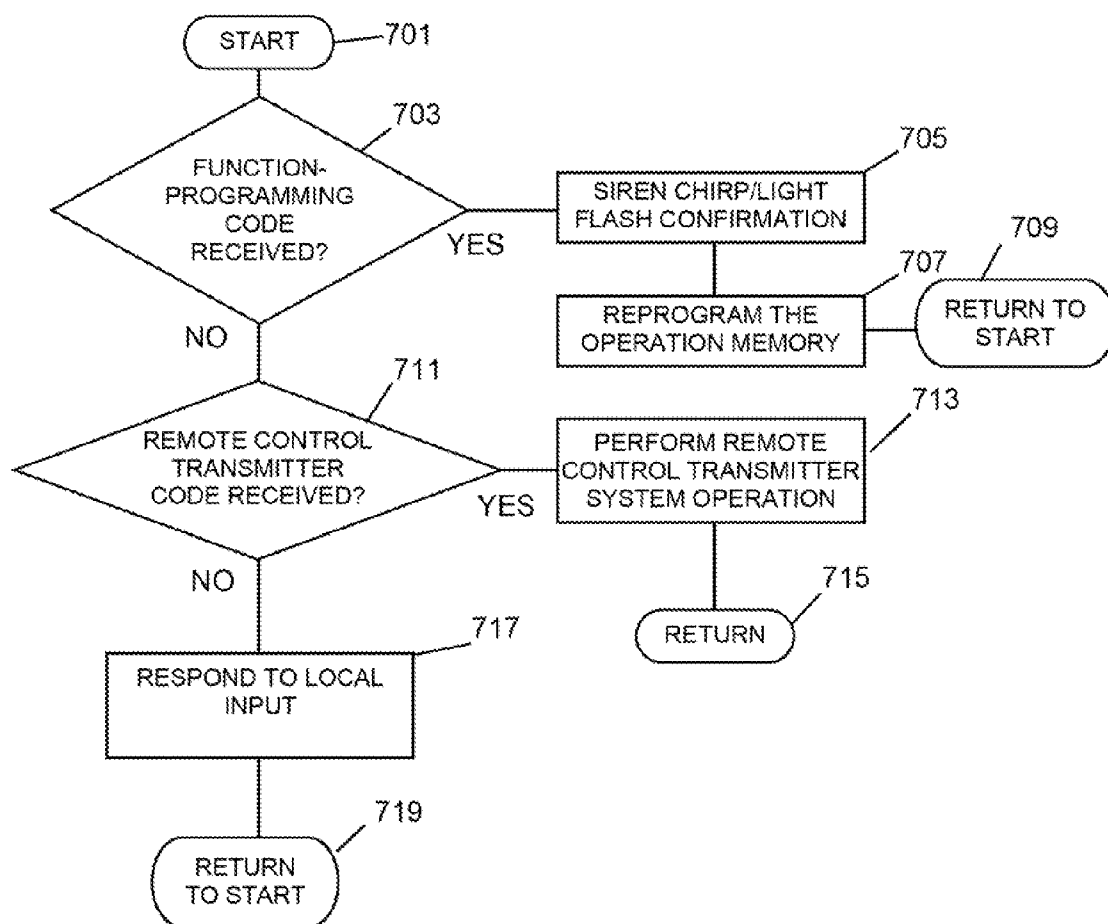 START
701
703
FUNCTION-
PROGRAMMING
CODE
RECEIVED?
YES
NO
705
SIREN CHIRP/LIGHT
FLASH CONFIRMATION
707
REPROGRAM THE
OPERATION MEMORY
709
RETURN TO
START
711
REMOTE CONTROL
TRANSMITTER
CODE RECEIVED?
YES
NO
713
PERFORM REMOTE
CONTROL TRANSMITTER
SYSTEM OPERATION
715
RETURN
717
RESPOND TO LOCAL
INPUT
719
RETURN
TO START